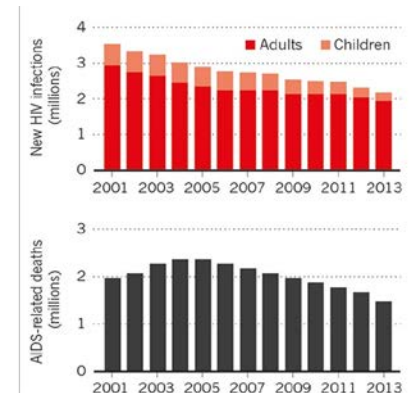 New HIV infections
(millions)
4
3
2
1
0
Adults
Children
2001 2003 2005 2007 2009 2011 2013
AIDS-related deaths
(millions)
3
2
1
0
2001 2003 2005 2007 2009 2011 2013